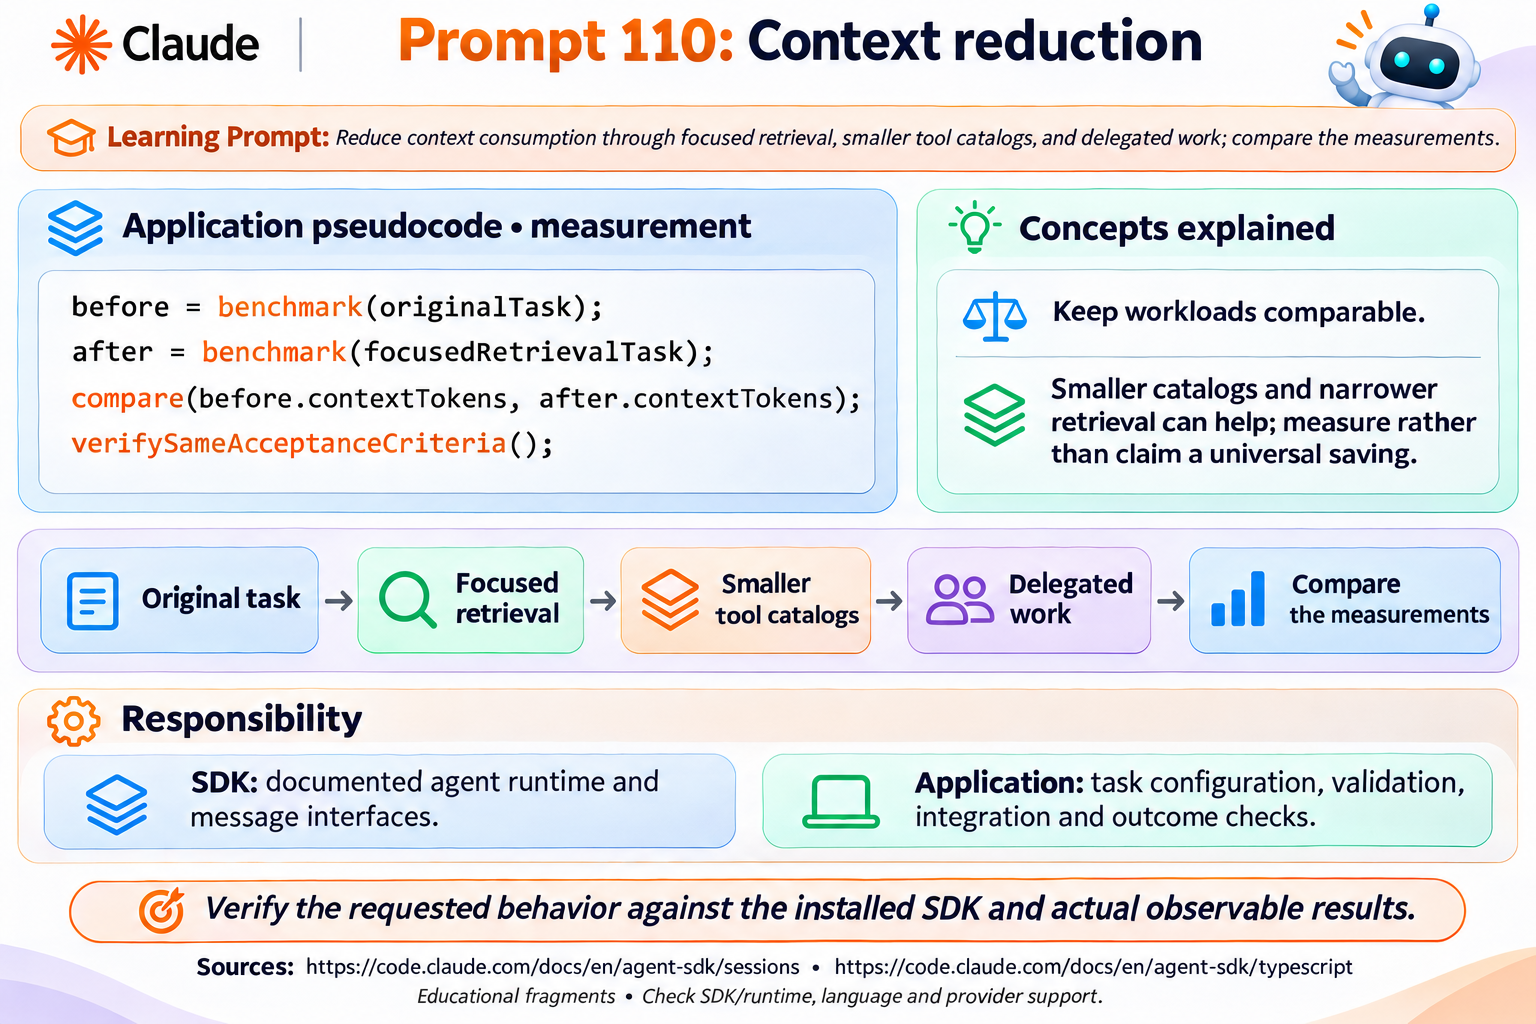 Claude
Prompt 110: Context reduction
Learning Prompt: Reduce context consumption through focused retrieval, smaller tool catalogs, and delegated work; compare the measurements.
Application pseudocode • measurement
before = benchmark(originalTask);
after = benchmark(focusedRetrievalTask);
compare(before.contextTokens, after.contextTokens);
verifySameAcceptanceCriteria();
Concepts explained
Keep workloads comparable.
Smaller catalogs and narrower
retrieval can help; measure rather
than claim a universal saving.
Original task
Focused
retrieval
Smaller
tool catalogs
Delegated
work
Compare
the measurements
Responsibility
SDK: documented agent runtime and
message interfaces.
Application: task configuration, validation,
integration and outcome checks.
Verify the requested behavior against the installed SDK and actual observable results.
Sources: https://code.claude.com/docs/en/agent-sdk/sessions • https://code.claude.com/docs/en/agent-sdk/typescript
Educational fragments • Check SDK/runtime, language and provider support.